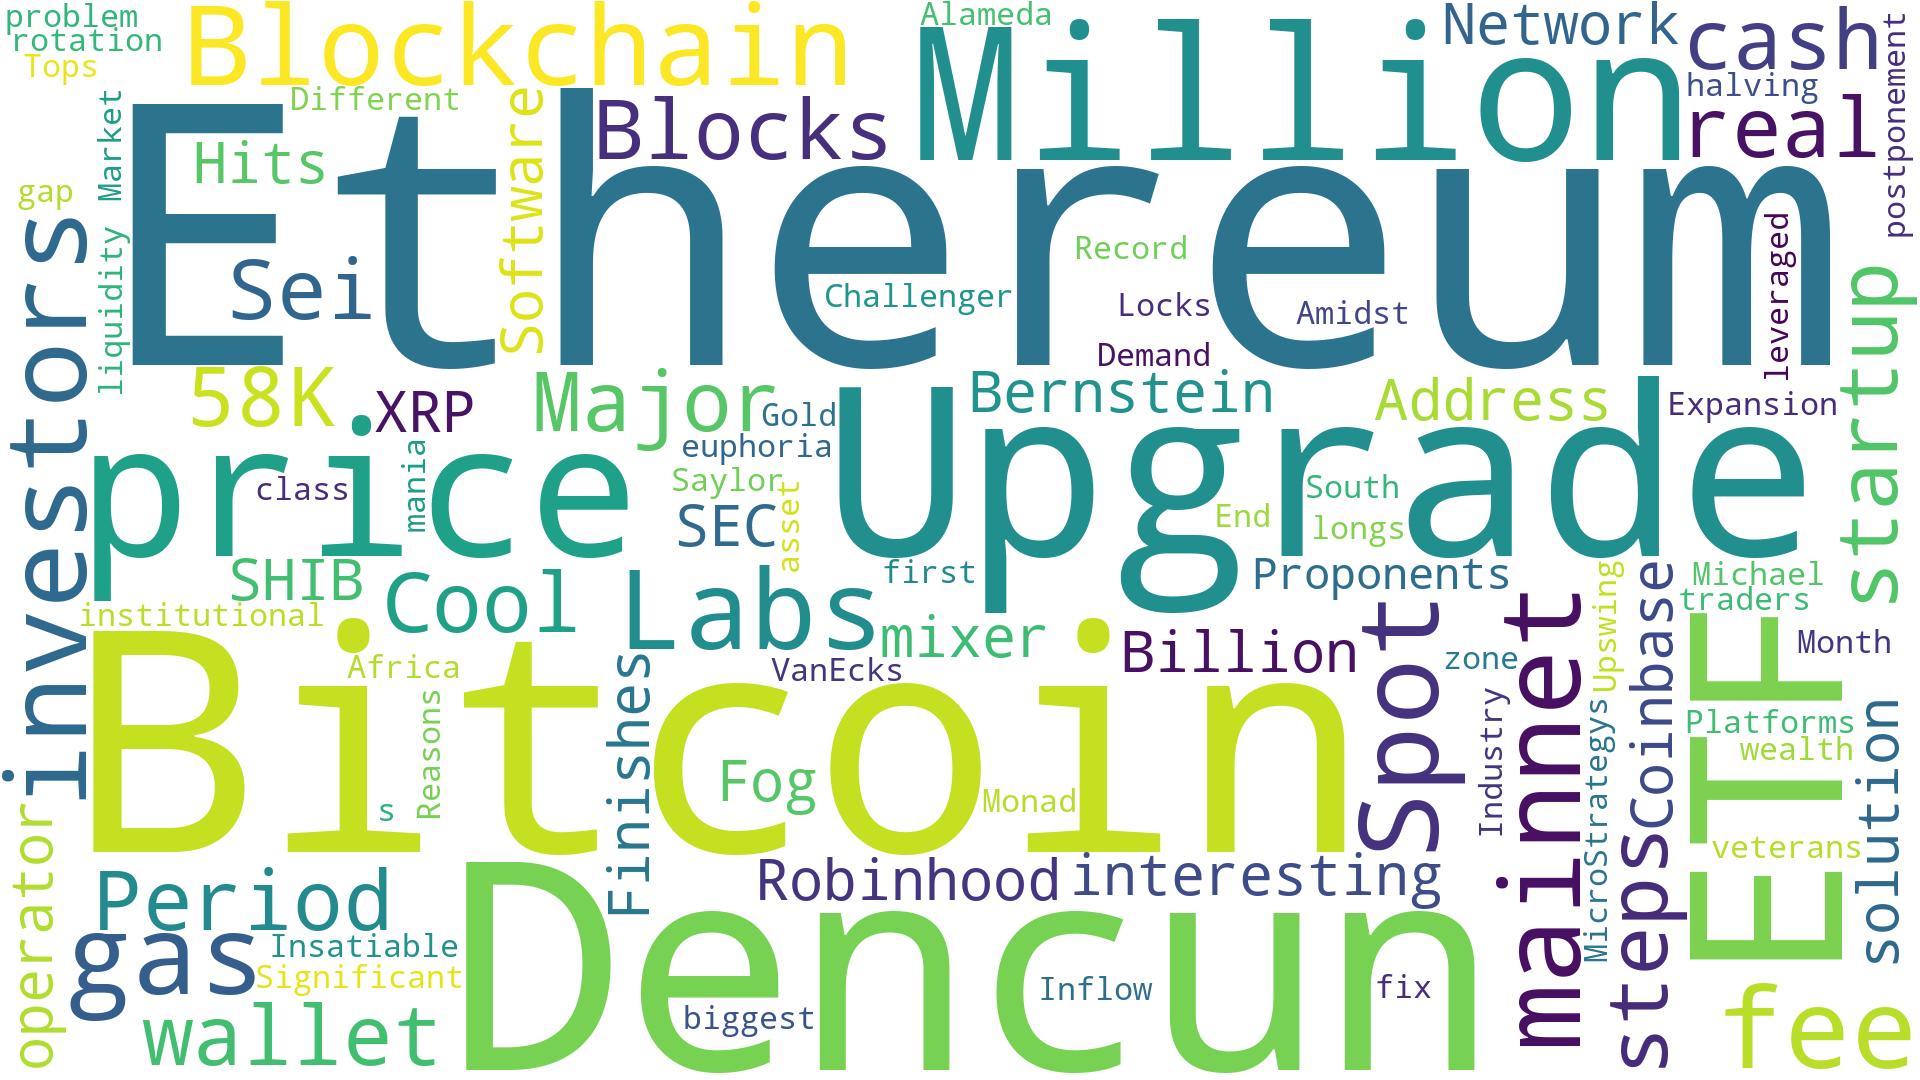 problem
rotation
Tops
Blockchain
Alameda
Million
Network
cash
halving
real
postponement
Different
Market
Software
Blocks
Ethereum
Hits
gap
Sei
liquidity
Record
Challenger
Locks
Amidst
Demand
leveraged
investors
startup
58K
XRP
Major
Gold
euphoria
Upgrade
Bernstein
Address
Expansion
price
class
mania
Saylor
asset
SEC
South
End
longs
first
Proponents
SHIB
Cool
Labs
institutional
mixer
Billion
Spot
zone
mainnet
Upswing
Coinbase
Michael
traders
Month
ETF
Bitcoin
Africa
VanEcks
Finishes
Reasons
s
Fog
Monad
Industry
MicroStrategys
Platforms
wealth
veterans
solution
operator
Period
Robinhood
interesting
steps
gas
Insatiable
Significant
Dencun
Inflow
fix
biggest
wallet
fee